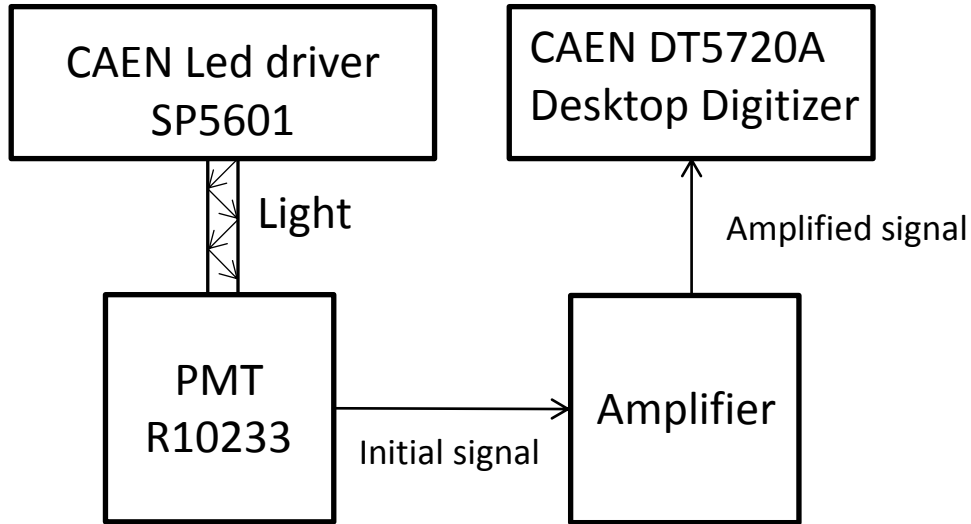 CAEN Led driver
SP5601
CAEN DT5720A
Desktop Digitizer
Light
Amplified signal
PMT
R10233
Initial signal
Amplifier